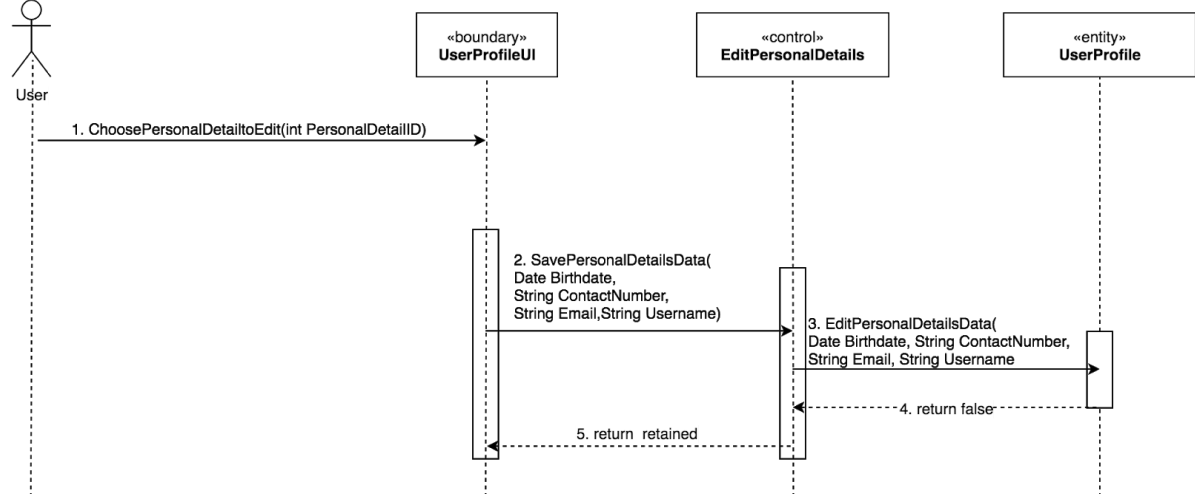 User
«boundary»
UserProfileUI
«control»
EditPersonalDetails
«entity»
UserProfile
1. ChoosePersonalDetailtoEdit(int PersonalDetailID)
2. SavePersonalDetailsData(
Date Birthdate,
String ContactNumber,
String Email,String Username)
3. EditPersonalDetailsData(
Date Birthdate, String ContactNumber,
String Email, String Username
4. return false
5. return retained